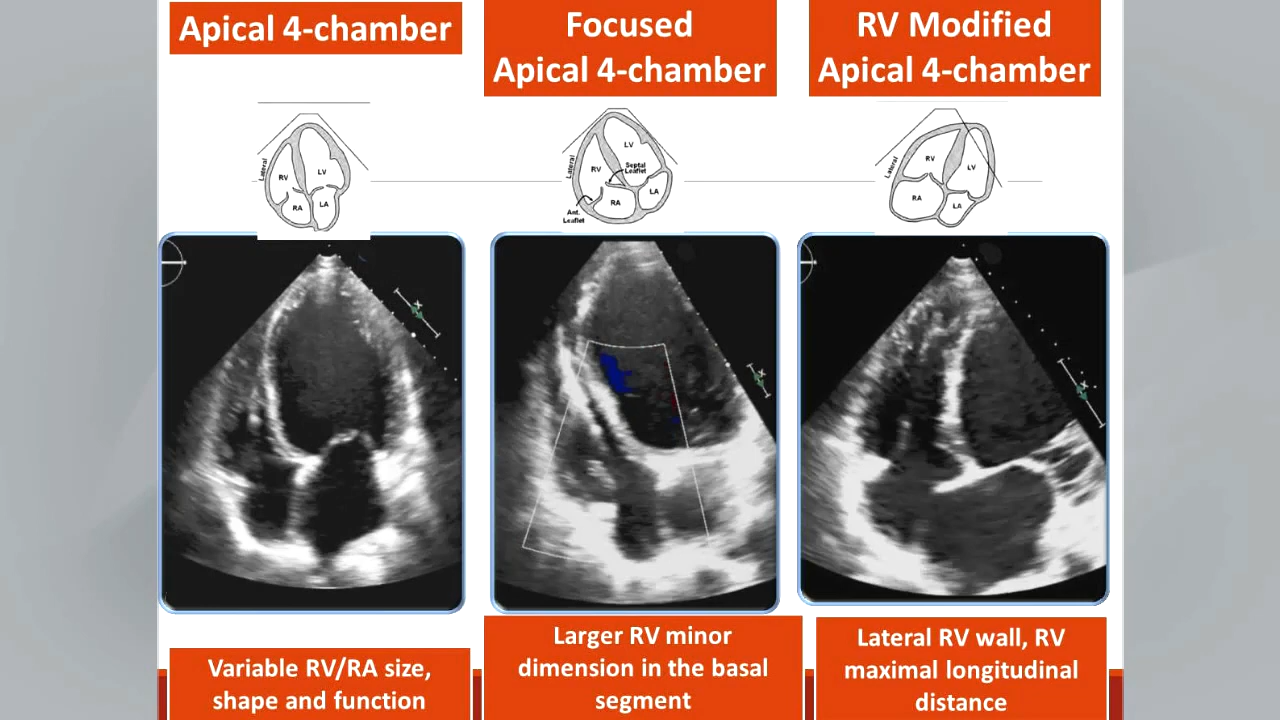 Apical 4-chamber
Focused
Apical 4-chamber
RV Modified
Apical 4-chamber
Lateral
RV
LV
RA
LA
Lateral
LV
RV
Septal
Leaflet
LA
RA
Ant.
Leaflet
Lateral
RV
LV
RA
LA
Variable RV/RA size,
shape and function
Larger RV minor
dimension in the basal
segment
Lateral RV wall, RV
maximal longitudinal
distance